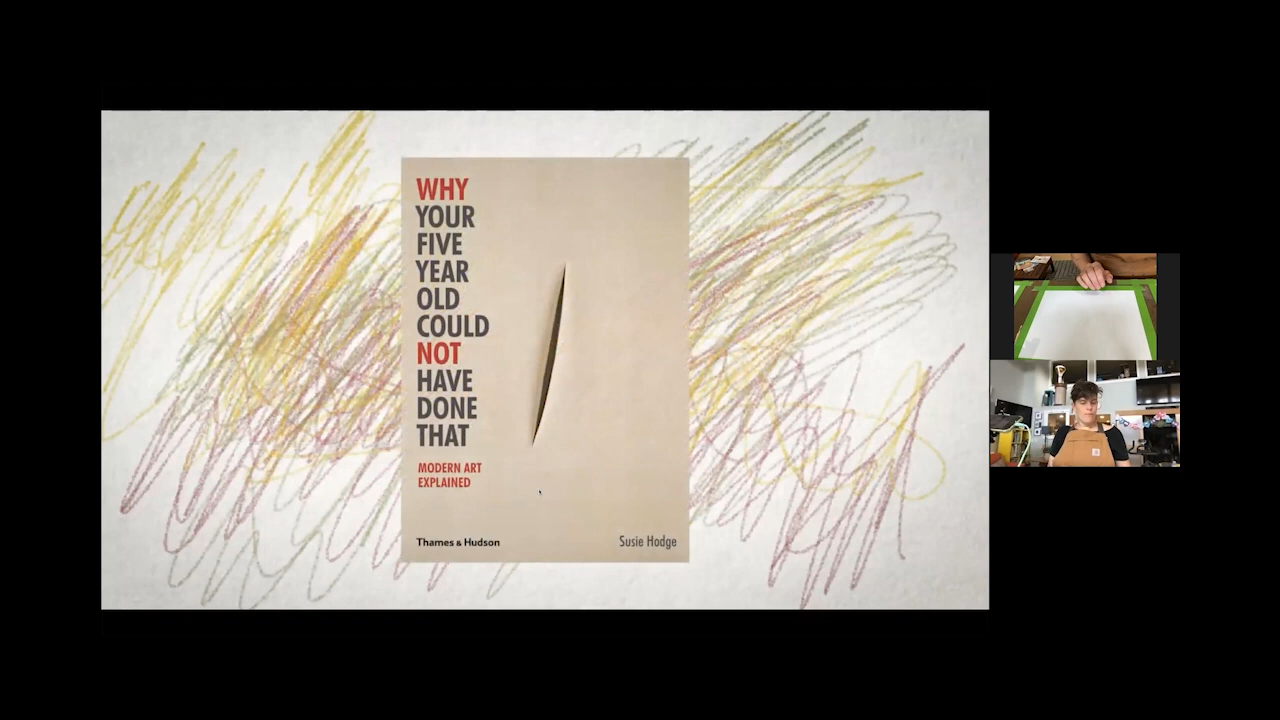 WHY
YOUR
FIVE
YEAR
OLD
COULD
NOT
HAVE
DONE
THAT
MODERN ART
EXPLAINED
Thames & Hudson
Susie Hodge